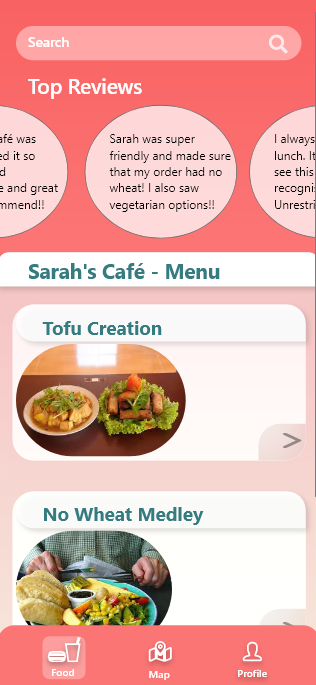 Search
Top Reviews
afé was
ed it so
d
e and great
mmend!!
Sarah was super
friendly and made sure
that my order had no
wheat! I also saw
vegetarian options!!
I always
lunch. It
see this
recognis
Unrestri
Sarah's Café - Menu
Tofu Creation
No Wheat Medley
Food
Map
Profile